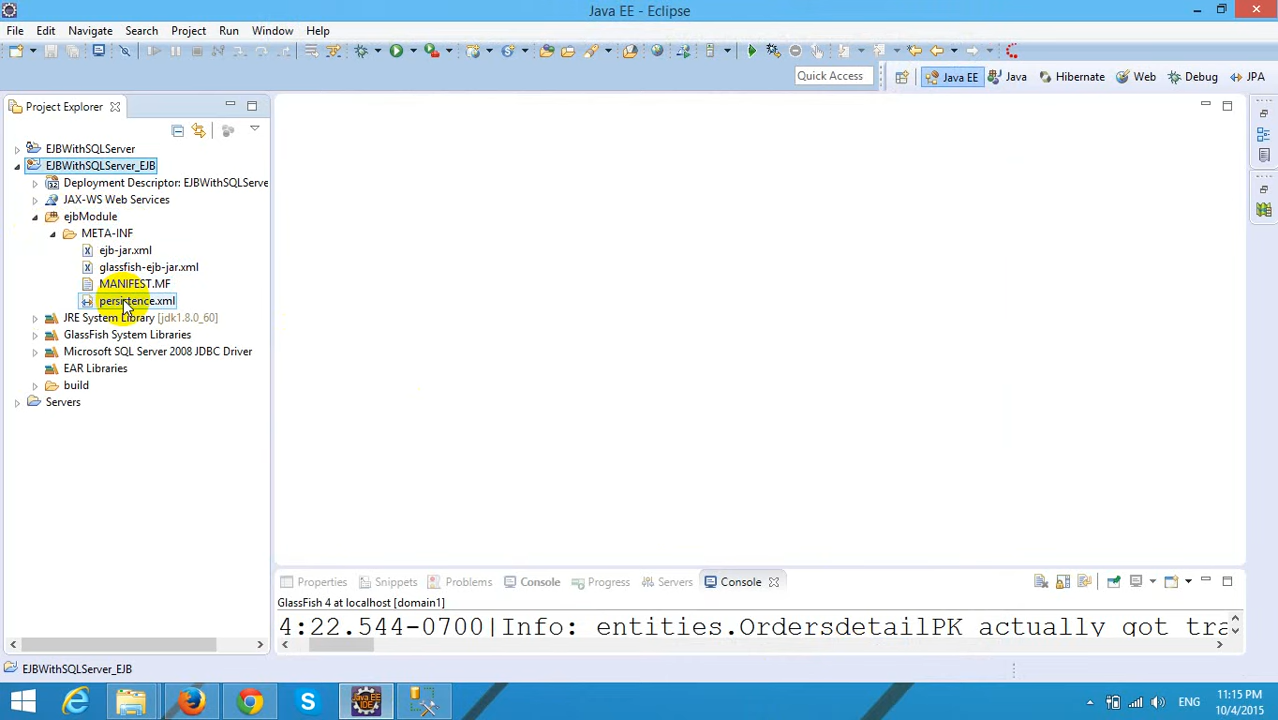 Java EE - Eclipse
File Edit Navigate Search Project Run Window Help
Quick Access
Java EE Java Hibernate Web Debug JPA
Project Explorer
EJBWithSQLServer
EJBWithSQLServer_EJB
Deployment Descriptor: EJBWithSQLServe
JAX-WS Web Services
ejbModule
META-INF
ejb-jar.xml
glassfish-ejb-jar.xml
MANIFEST.MF
persistence.xml
JRE System Library [jdk1.8.0_60]
GlassFish System Libraries
Microsoft SQL Server 2008 JDBC Driver
EAR Libraries
build
Servers
Properties Snippets Problems Console Progress Servers Console
GlassFish 4 at localhost [domain1]
4:22.544-0700|Info: entities.OrdersdetailPK actually got tra
EJBWithSQLServer_EJB
Java EE
IDE
ENG
11:15 PM
10/4/2015